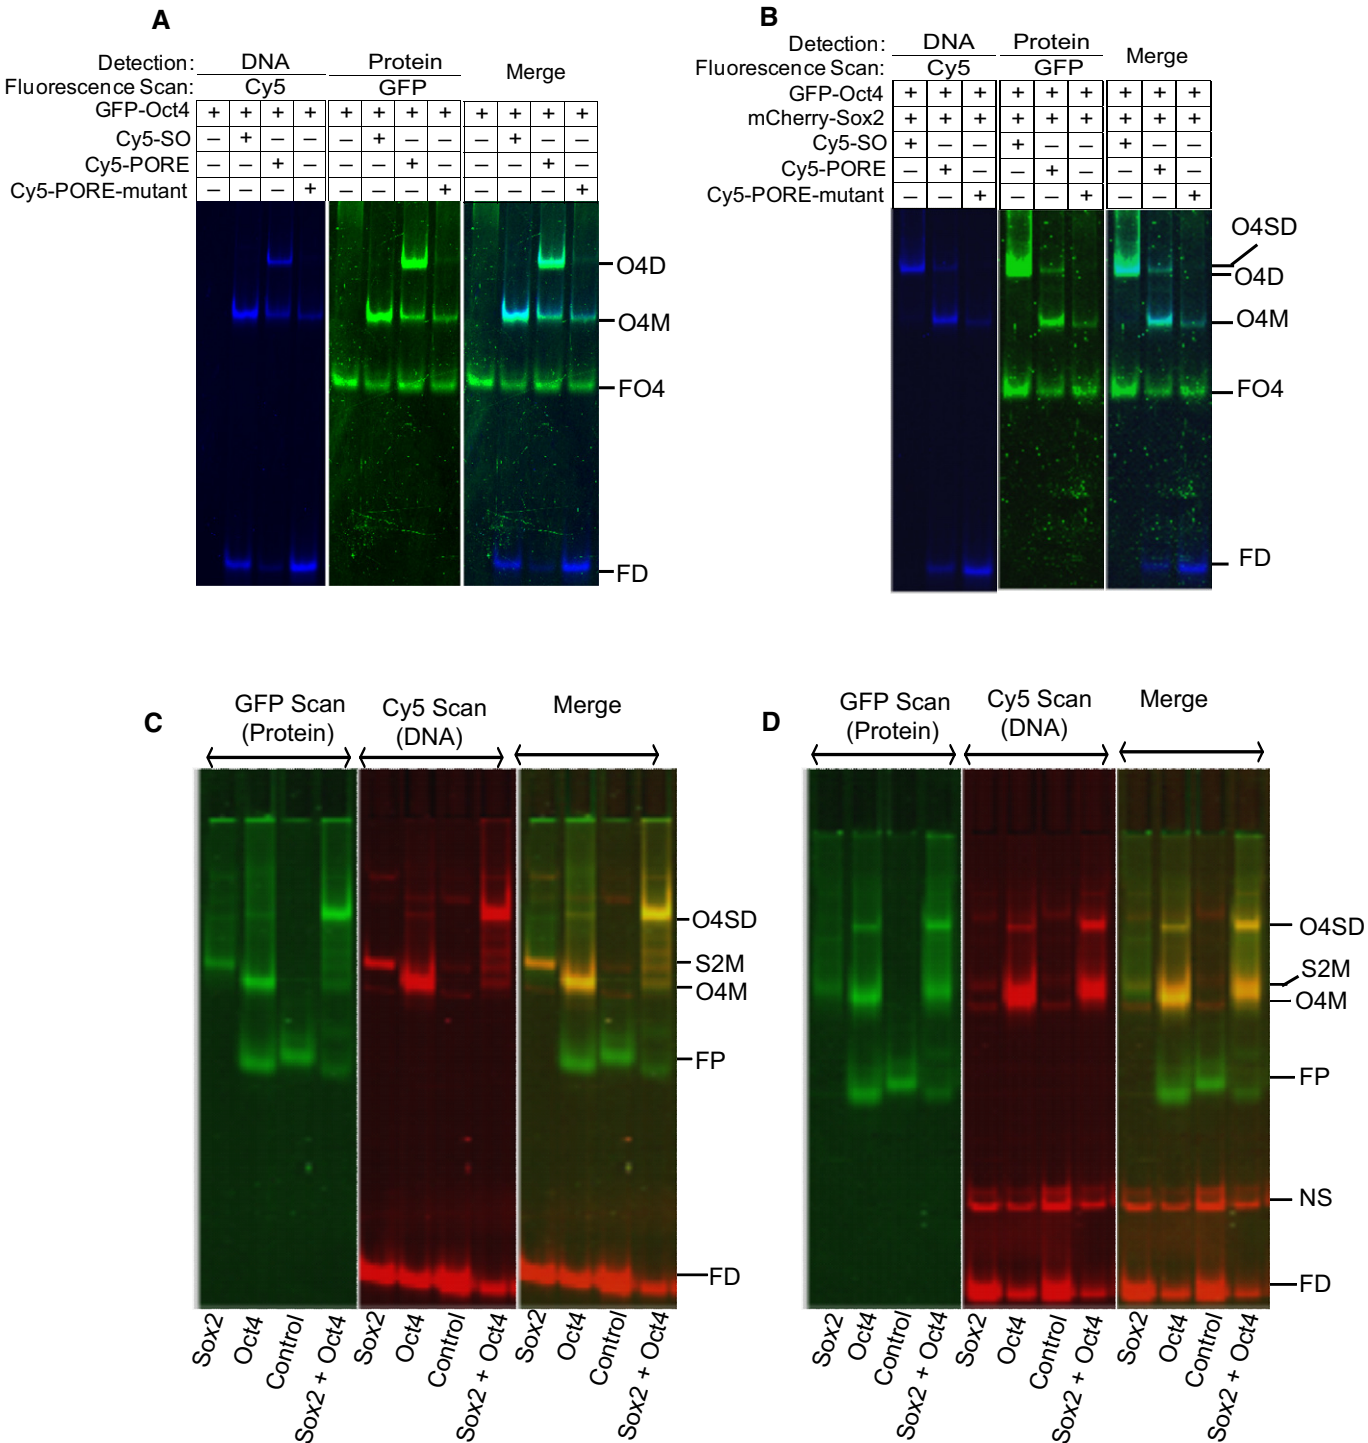 A
Detection: DNA Protein Merge
Fluorescence Scan: Cy5 GFP
GFP-Oct4 + + + + + + + + + + + +
Cy5-SO – + – – – + – – – + – –
Cy5-PORE – – + – – – + – – – + –
Cy5-PORE-mutant – – – + – – – + – – – +
O4D
O4M
FO4
FD
B
Detection: DNA Protein Merge
Fluorescence Scan: Cy5 GFP
GFP-Oct4 + + + + + + + + +
mCherry-Sox2 + + + + + + + + +
Cy5-SO + – – + – – + – –
Cy5-PORE – + – – + – – + –
Cy5-PORE-mutant – – + – – + – – +
O4SD
O4D
O4M
FO4
FD
C
GFP Scan (Protein)
Cy5 Scan (DNA)
Merge
O4SD
S2M
O4M
FP
FD
Sox2 Oct4 Control Sox2 + Oct4 Sox2 Oct4 Control Sox2 + Oct4 Sox2 Oct4 Control Sox2 + Oct4
D
GFP Scan (Protein)
Cy5 Scan (DNA)
Merge
O4SD
S2M
O4M
FP
NS
FD
Sox2 Oct4 Control Sox2 + Oct4 Sox2 Oct4 Control Sox2 + Oct4 Sox2 Oct4 Control Sox2 + Oct4